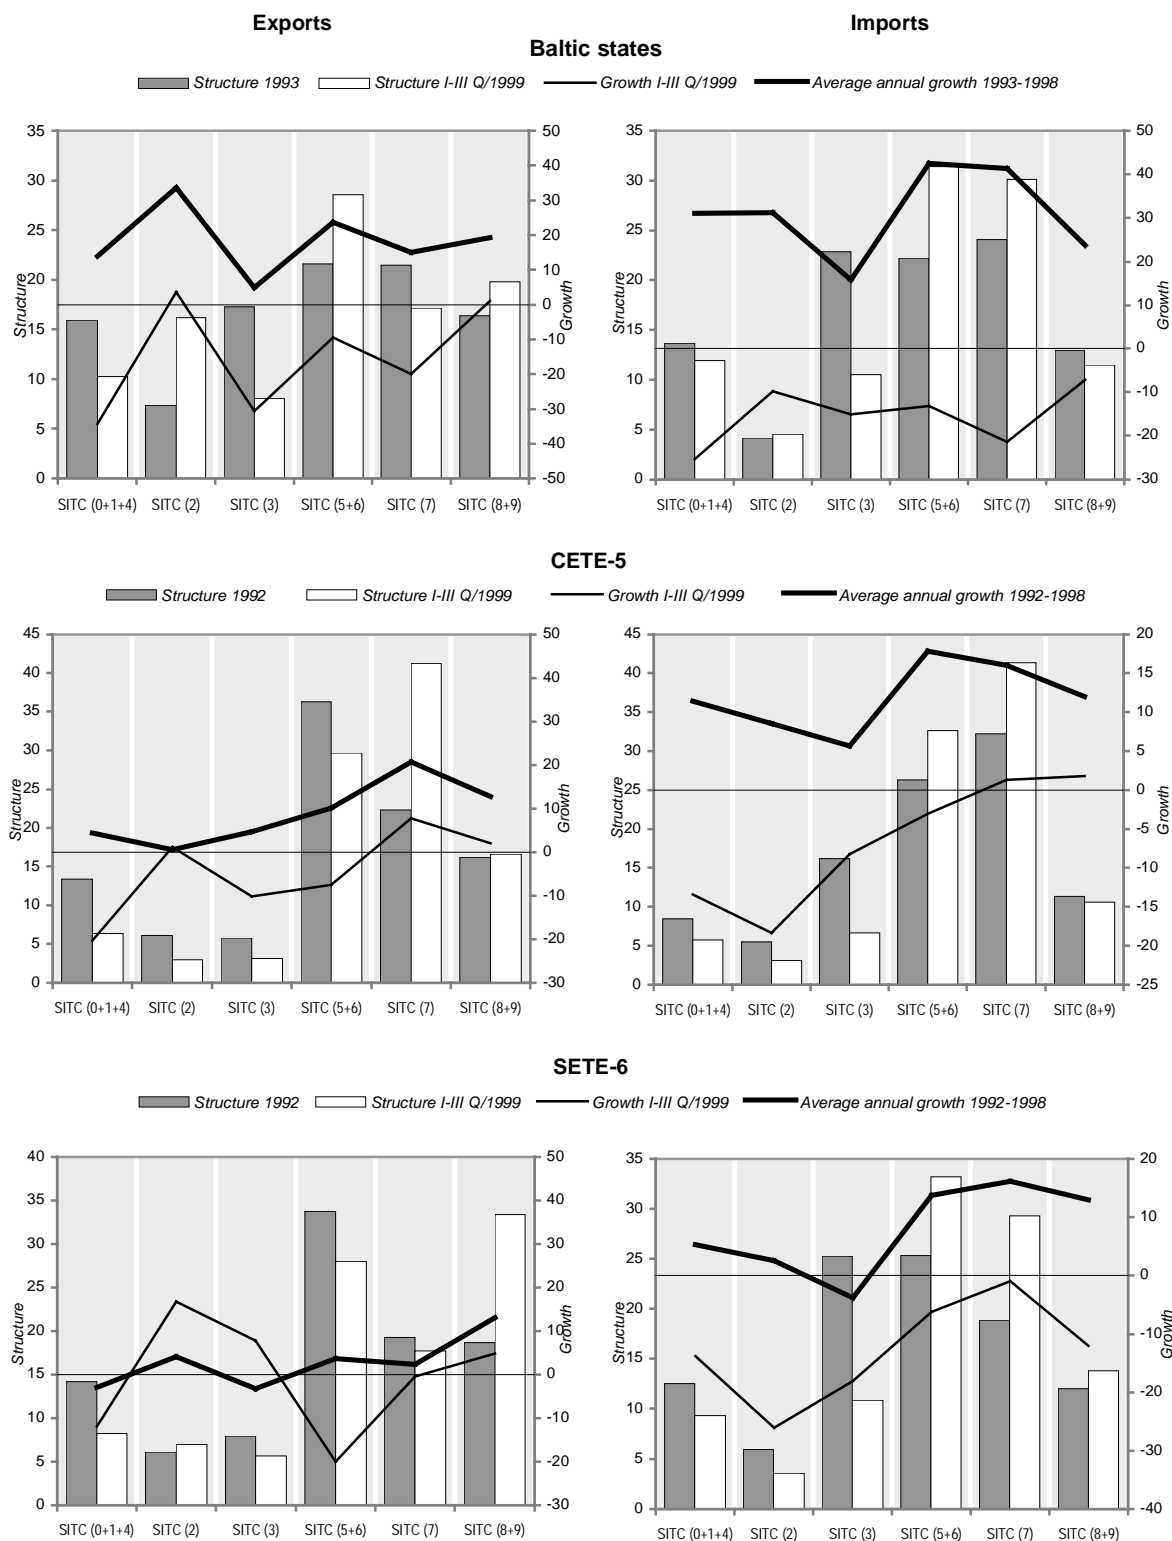 Exports Imports
Baltic states
Structure 1993 Structure I-III Q/1999 Growth I-III Q/1999 Average annual growth 1993-1998
35 50 35 50
30 40 30 40
25 30 25 30
20 20 20 20
15 10 15 10
10 0 10 0
5 -10 5 -10
0 -20 0 -20
-30 -30
-40
-50
Structure Growth Structure Growth
SITC (0+1+4) SITC (2) SITC (3) SITC (5+6) SITC (7) SITC (8+9) SITC (0+1+4) SITC (2) SITC (3) SITC (5+6) SITC (7) SITC (8+9)
CETE-5
Structure 1992 Structure I-III Q/1999 Growth I-III Q/1999 Average annual growth 1992-1998
45 50 45 20
40 40 40 15
35 30 35 10
30 20 30 5
25 10 25 0
20 0 20 -5
15 -10 15 -10
10 -20 10 -15
5 -30 5 -20
0 0 -25
Structure Growth Structure Growth
SITC (0+1+4) SITC (2) SITC (3) SITC (5+6) SITC (7) SITC (8+9) SITC (0+1+4) SITC (2) SITC (3) SITC (5+6) SITC (7) SITC (8+9)
SETE-6
Structure 1992 Structure I-III Q/1999 Growth I-III Q/1999 Average annual growth 1992-1998
40 50 35 20
35 40 30 10
30 30 25 0
25 20 20 -10
20 10 15 -20
15 0 10 -30
10 -10 5 -40
5 -20 0
0 -30
Structure Growth Structure Growth
SITC (0+1+4) SITC (2) SITC (3) SITC (5+6) SITC (7) SITC (8+9) SITC (0+1+4) SITC (2) SITC (3) SITC (5+6) SITC (7) SITC (8+9)